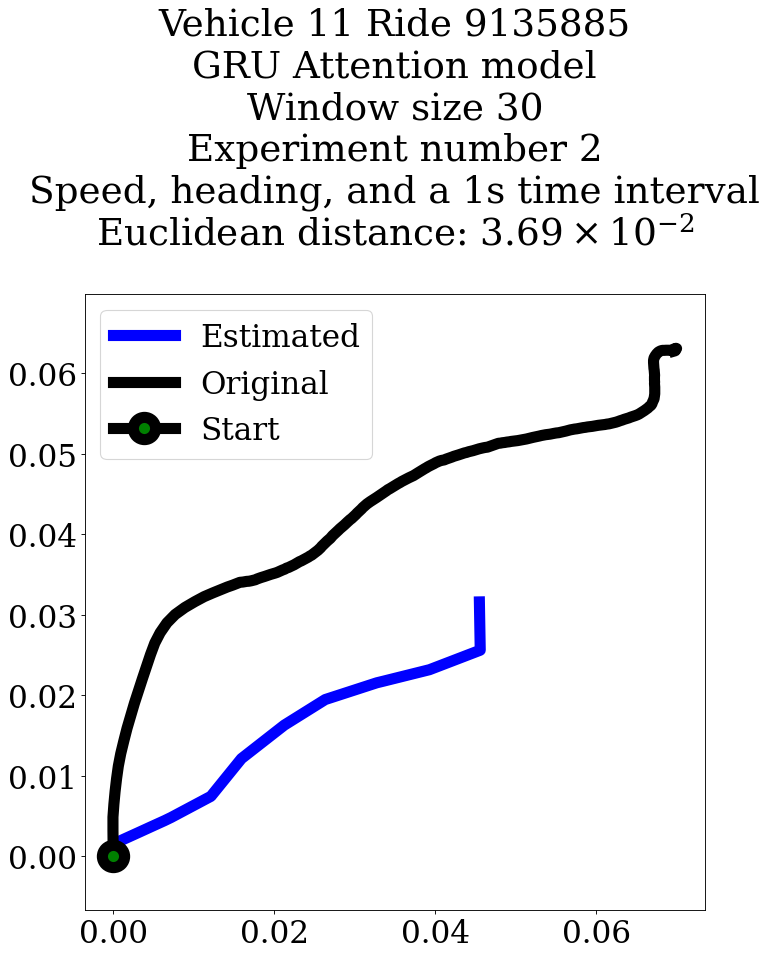 Vehicle 11 Ride 9135885
GRU Attention model
Window size 30
Experiment number 2
Speed, heading, and a 1s time interval
Euclidean distance: 3.69 × 10⁻²
Estimated
Original
Start
0.06
0.05
0.04
0.03
0.02
0.01
0.00
0.00 0.02 0.04 0.06